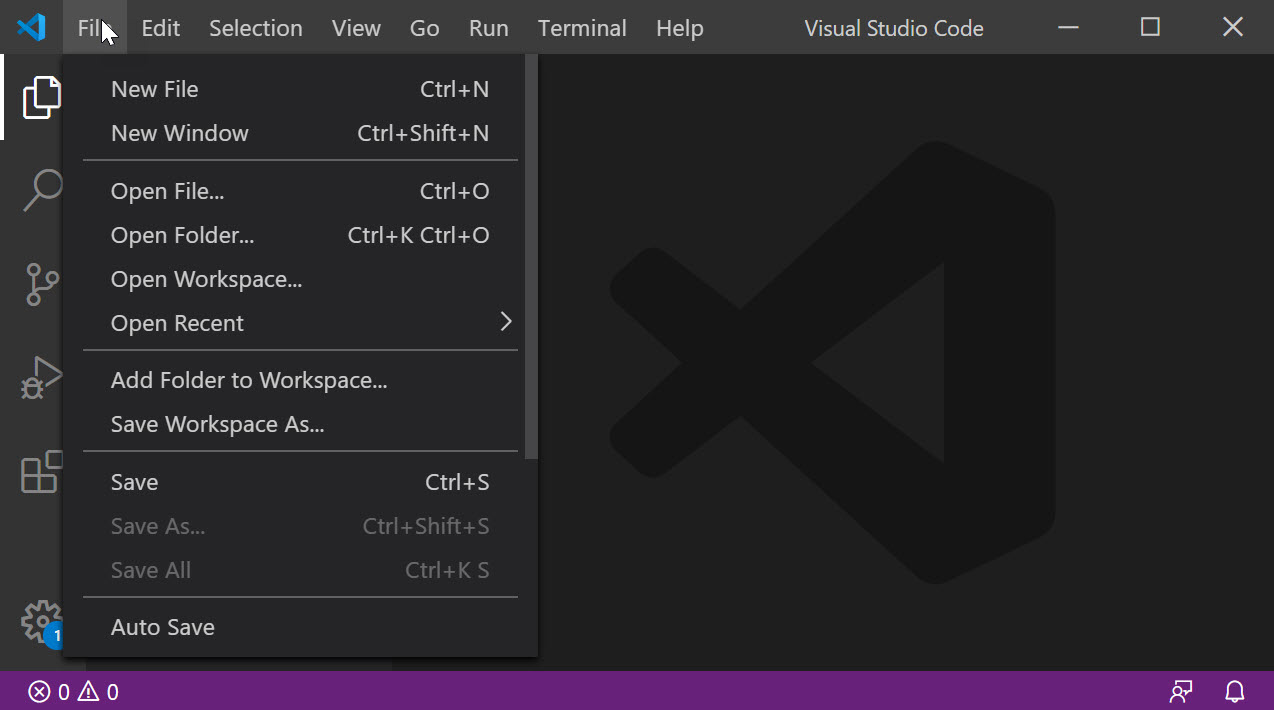 File Edit Selection View Go Run Terminal Help Visual Studio Code
New File Ctrl+N
New Window Ctrl+Shift+N
Open File... Ctrl+O
Open Folder... Ctrl+K Ctrl+O
Open Workspace...
Open Recent
Add Folder to Workspace...
Save Workspace As...
Save Ctrl+S
Save As... Ctrl+Shift+S
Save All Ctrl+K S
Auto Save
1
0 0